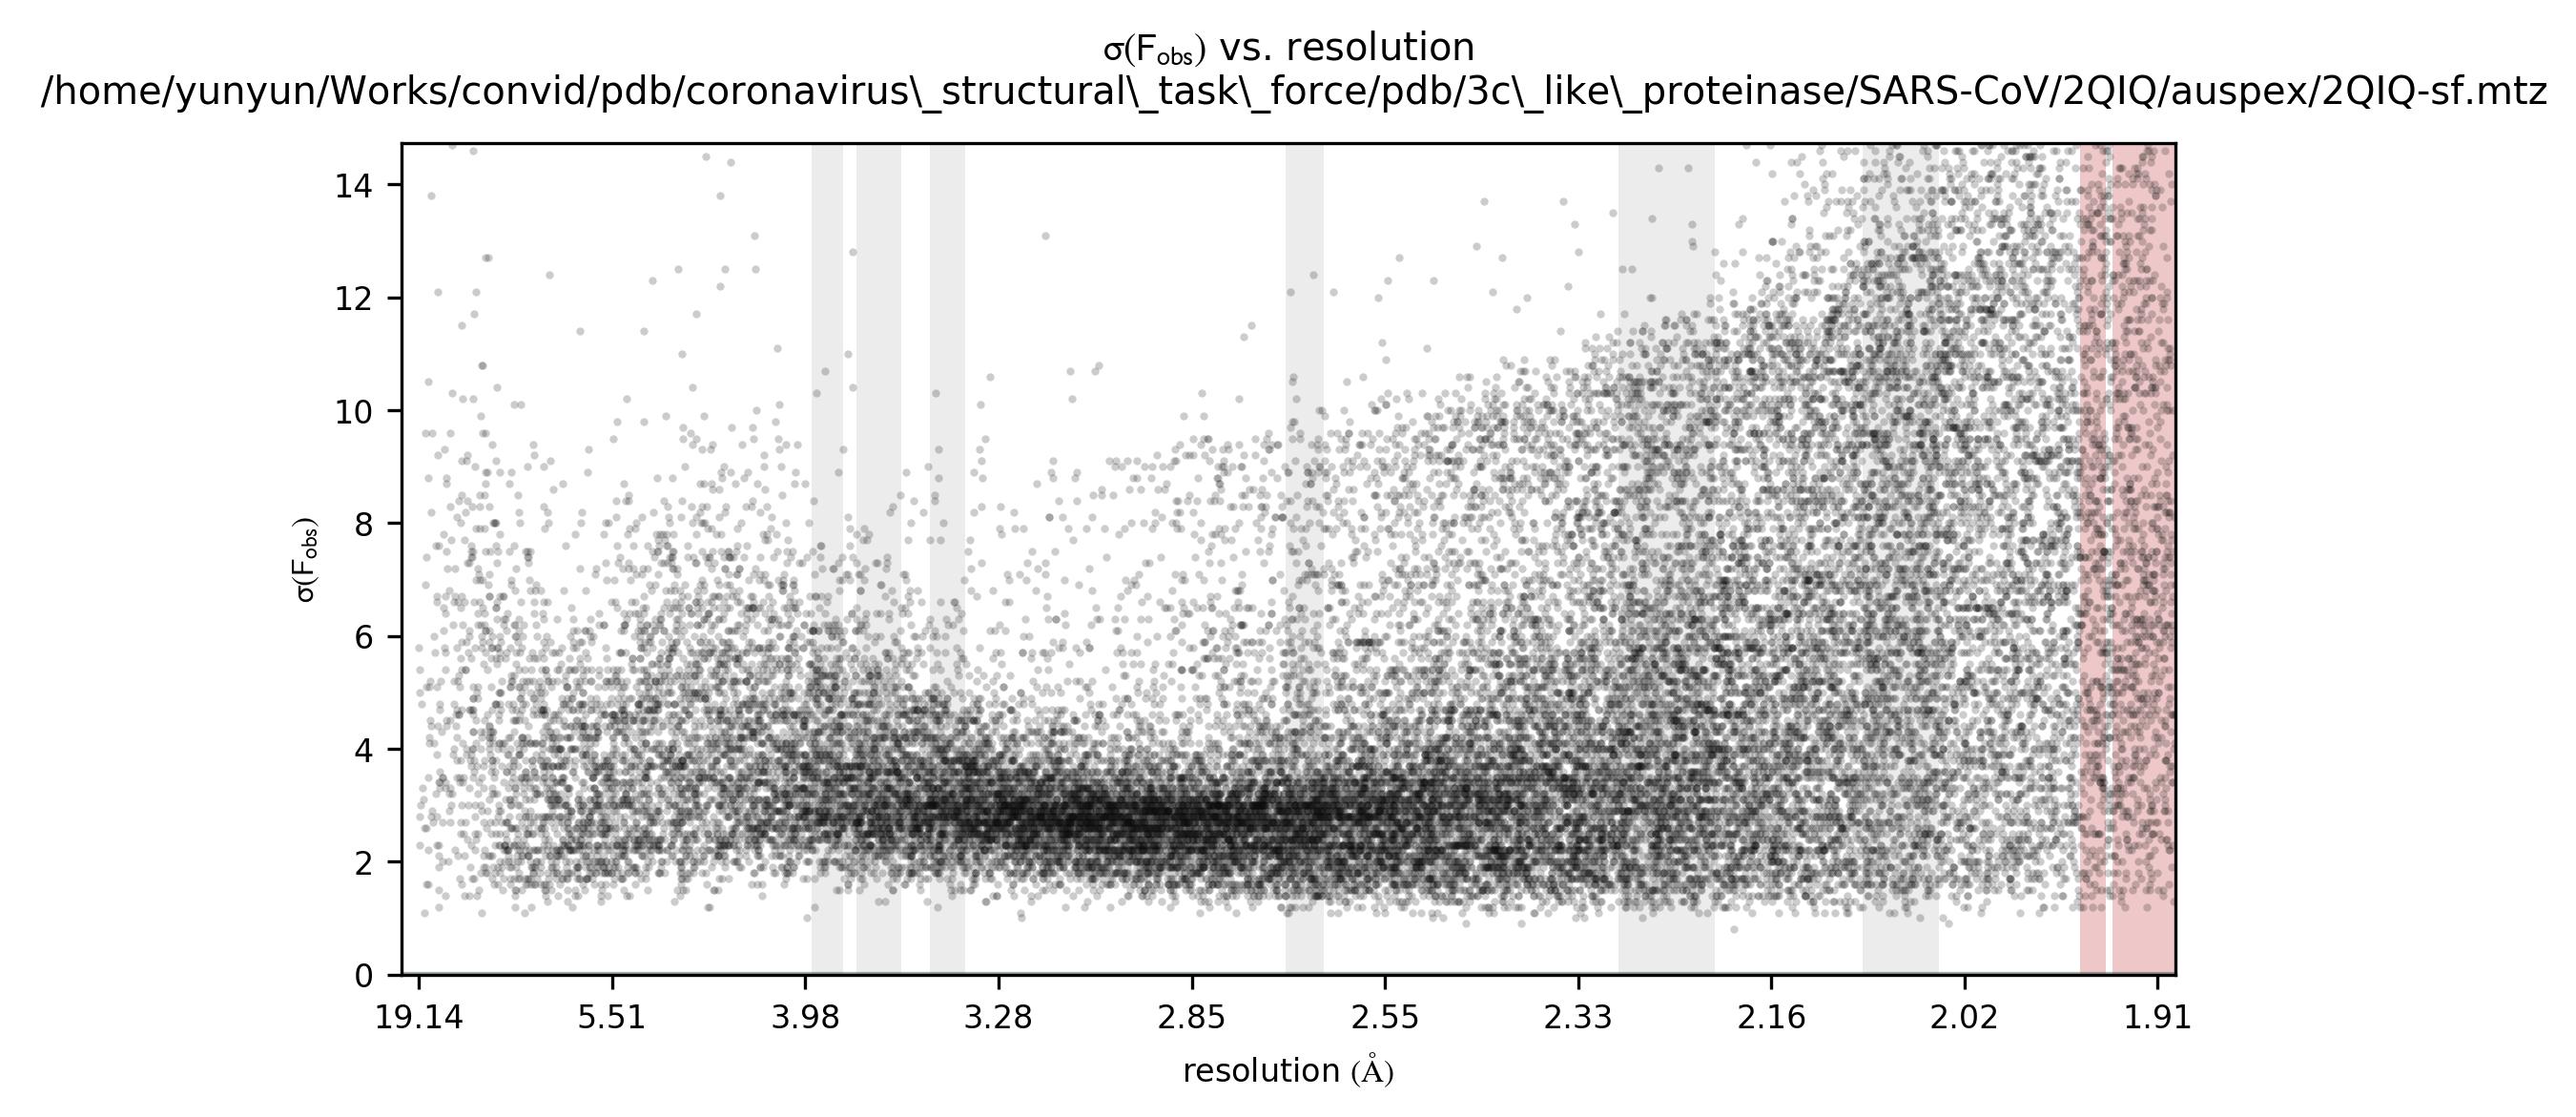 σ(F_obs) vs. resolution
/home/yunyun/Works/convid/pdb/coronavirus\_structural\_task\_force/pdb/3c\_like\_proteinase/SARS-CoV/2QIQ/auspex/2QIQ-sf.mtz
14
12
10
8
6
4
2
0
σ(F_obs)
19.14 5.51 3.98 3.28 2.85 2.55 2.33 2.16 2.02 1.91
resolution (Å)